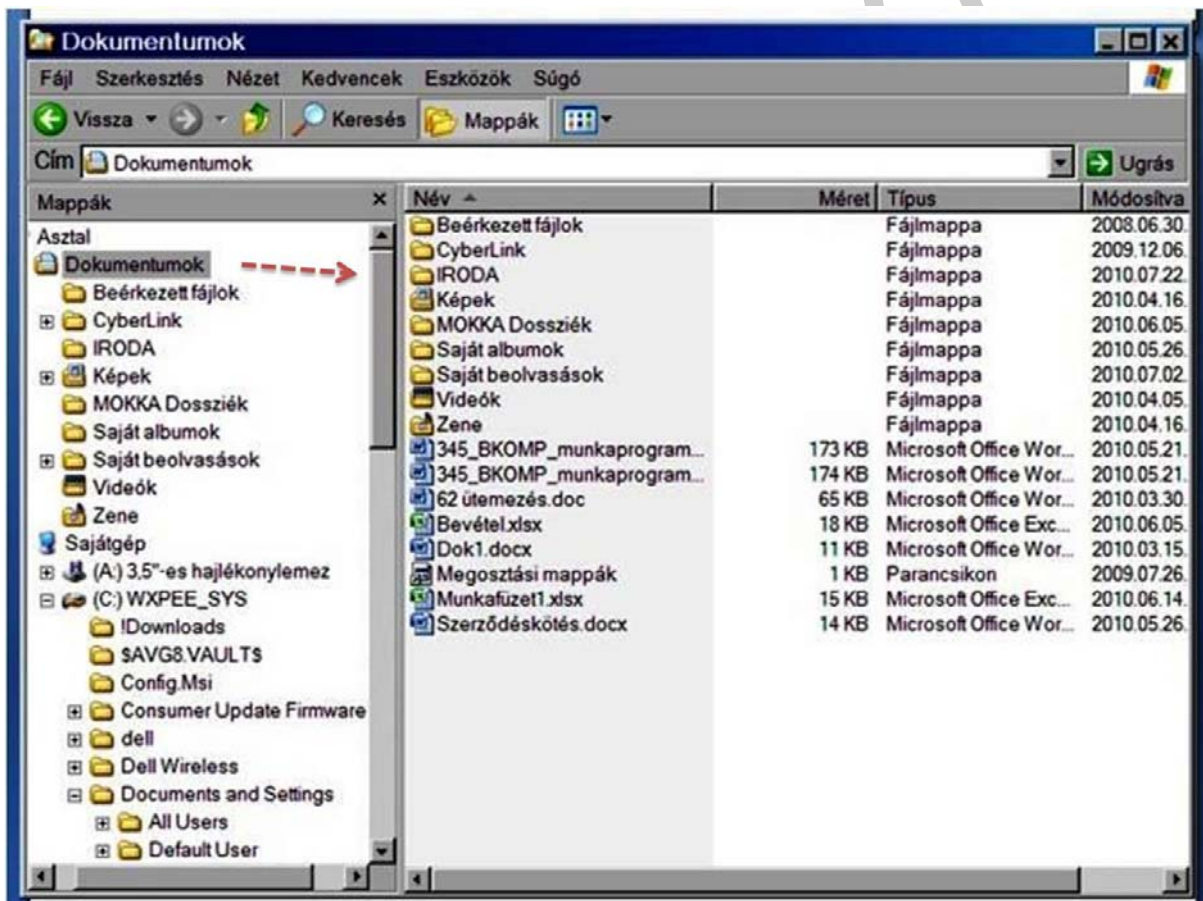 Dokumentumok
Fájl Szerkesztés Nézet Kedvencek Eszközök Súgó
Vissza Keresés Mappák
Cím Dokumentumok Ugrás
Mappák
Asztal
Dokumentumok
Beérkezett fájlok
CyberLink
IRODA
Képek
MOKKA Dossziék
Saját albumok
Saját beolvasások
Videók
Zene
Sajátgép
(A:) 3,5"-es hajlékonylemez
(C:) WXPEE_SYS
!Downloads
$AVG8.VAULT$
Config.Msi
Consumer Update Firmware
dell
Dell Wireless
Documents and Settings
All Users
Default User
Név Méret Típus Módosítva
Beérkezett fájlok Fájlmappa 2008.06.30.
CyberLink Fájlmappa 2009.12.06.
IRODA Fájlmappa 2010.07.22.
Képek Fájlmappa 2010.04.16.
MOKKA Dossziék Fájlmappa 2010.06.05.
Saját albumok Fájlmappa 2010.05.26.
Saját beolvasások Fájlmappa 2010.07.02.
Videók Fájlmappa 2010.04.05.
Zene Fájlmappa 2010.04.16.
345_BKOMP_munkaprogram... 173 KB Microsoft Office Wor... 2010.05.21.
345_BKOMP_munkaprogram... 174 KB Microsoft Office Wor... 2010.05.21.
62 ütemezés.doc 65 KB Microsoft Office Wor... 2010.03.30.
Bevétel.xlsx 18 KB Microsoft Office Exc... 2010.06.05.
Dok1.docx 11 KB Microsoft Office Wor... 2010.03.15.
Megosztási mappák 1 KB Parancsikon 2009.07.26.
Munkafüzet1.xlsx 15 KB Microsoft Office Exc... 2010.06.14.
Szerződéskötés.docx 14 KB Microsoft Office Wor... 2010.05.26.